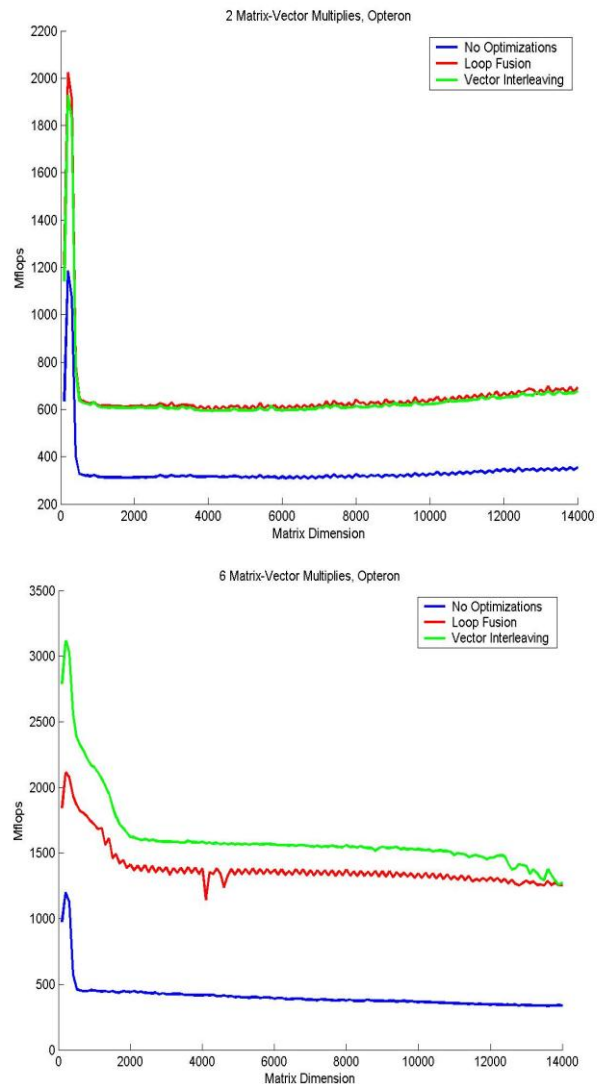 2 Matrix-Vector Multiplies, Opteron
2200
2000
1800
1600
1400
1200
1000
800
600
400
200
Mflops
No Optimizations
Loop Fusion
Vector Interleaving
0 2000 4000 6000 8000 10000 12000 14000
Matrix Dimension
6 Matrix-Vector Multiplies, Opteron
3500
3000
2500
2000
1500
1000
500
0
Mflops
No Optimizations
Loop Fusion
Vector Interleaving
0 2000 4000 6000 8000 10000 12000 14000
Matrix Dimension